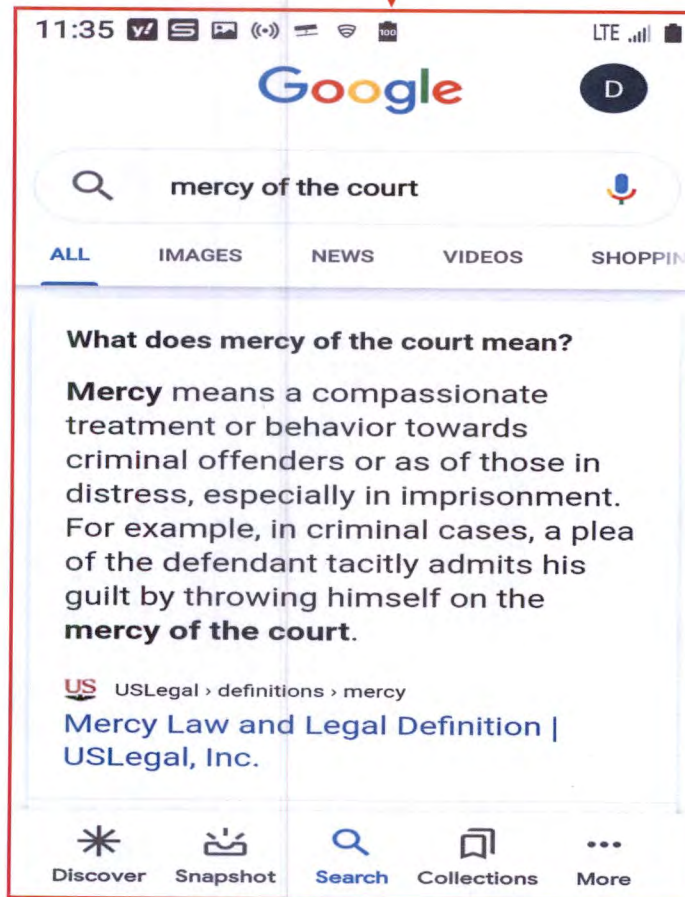 11:35 y! S 100 LTE
Google D
mercy of the court
ALL IMAGES NEWS VIDEOS SHOPPIN
What does mercy of the court mean?
Mercy means a compassionate
treatment or behavior towards
criminal offenders or as of those in
distress, especially in imprisonment.
For example, in criminal cases, a plea
of the defendant tacitly admits his
guilt by throwing himself on the
mercy of the court.
US USLegal › definitions › mercy
Mercy Law and Legal Definition |
USLegal, Inc.
Discover Snapshot Search Collections More